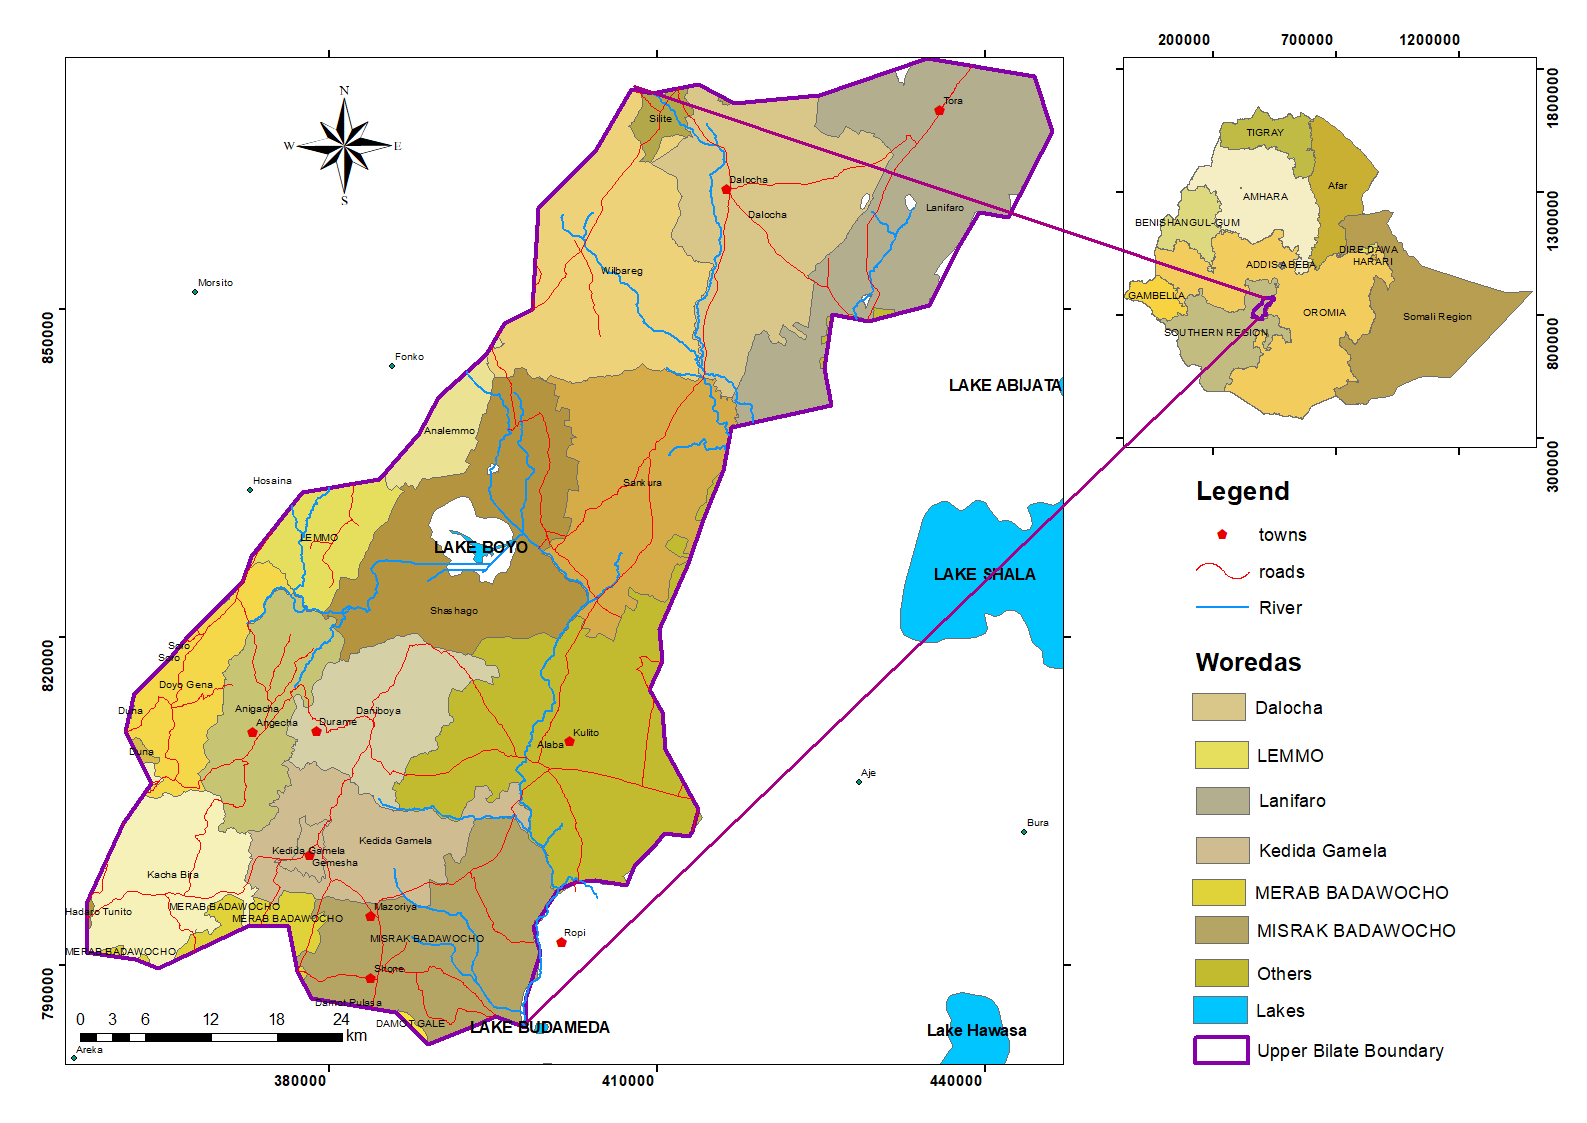 200000 700000 1200000
1800000
1300000
800000
300000
N
W E
S
850000
820000
790000
380000 410000 440000
Tora
Silite
Dalocha
Dalocha
Lanifaro
Wilbareg
Morsito
Fonko
LAKE ABIJATA
Analemmo
Hosaina
Sankura
LEMMO
LAKE BOYO
LAKE SHALA
Shashago
Soro
Soro
Doyo Gena
Duna
Anigacha
Angecha
Durame
Daniboya
Duna
Alaba
Kulito
Aje
Bura
Kedida Gamela
Kedida Gamela
Gemesha
Kacha Bira
Hadaro Tunito
MERAB BADAWOCHO
MERAB BADAWOCHO
Mazoriya
MISRAK BADAWOCHO
Ropi
MERAB BADAWOCHO
Shone
Damot Pulasa
DAMOT GALE
LAKE BUDAMEDA
Lake Hawasa
0 3 6 12 18 24
km
Areka
TIGRAY
Afar
AMHARA
BENISHANGUL-GUM
DIRE DAWA
HARARI
ADDIS ABEBA
GAMBELLA
OROMIA
Somali Region
SOUTHERN REGION
Legend
towns
roads
River
Woredas
Dalocha
LEMMO
Lanifaro
Kedida Gamela
MERAB BADAWOCHO
MISRAK BADAWOCHO
Others
Lakes
Upper Bilate Boundary